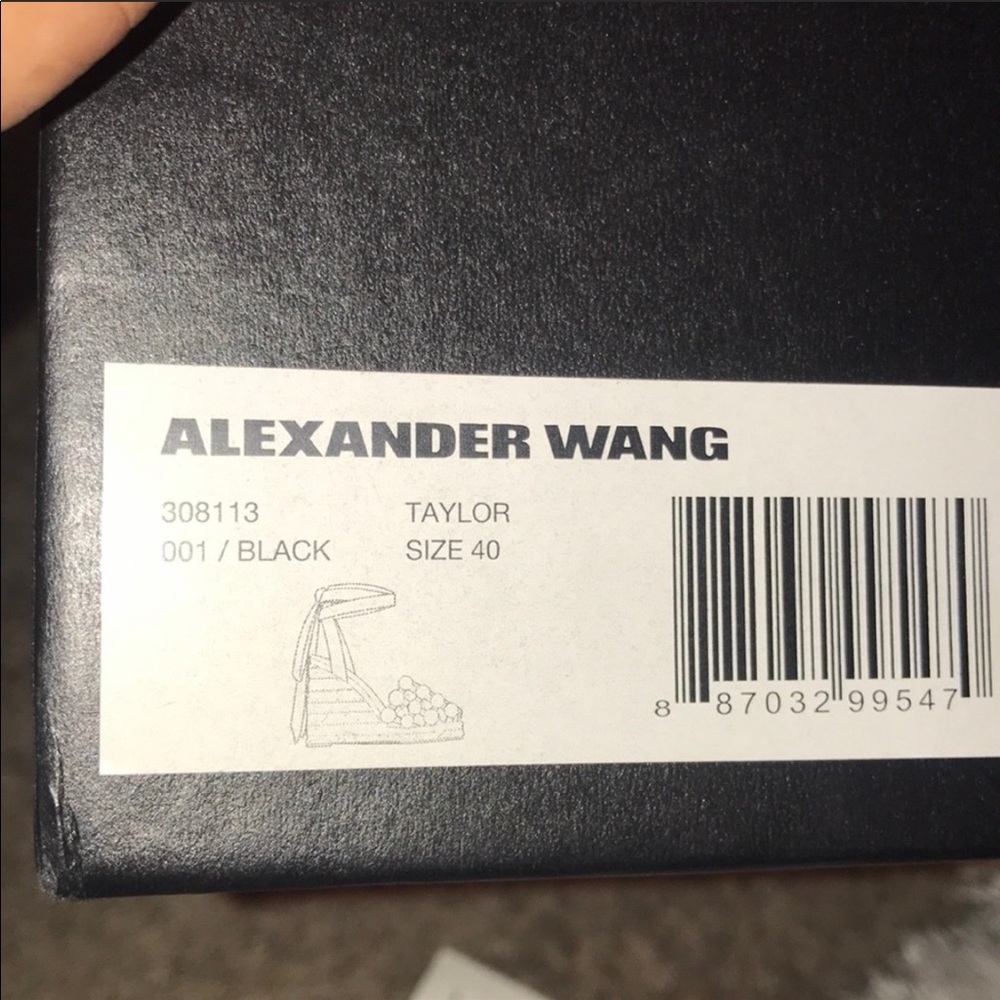 ALEXANDER WANG
308113 TAYLOR
001 / BLACK SIZE 40
8 87032 99547